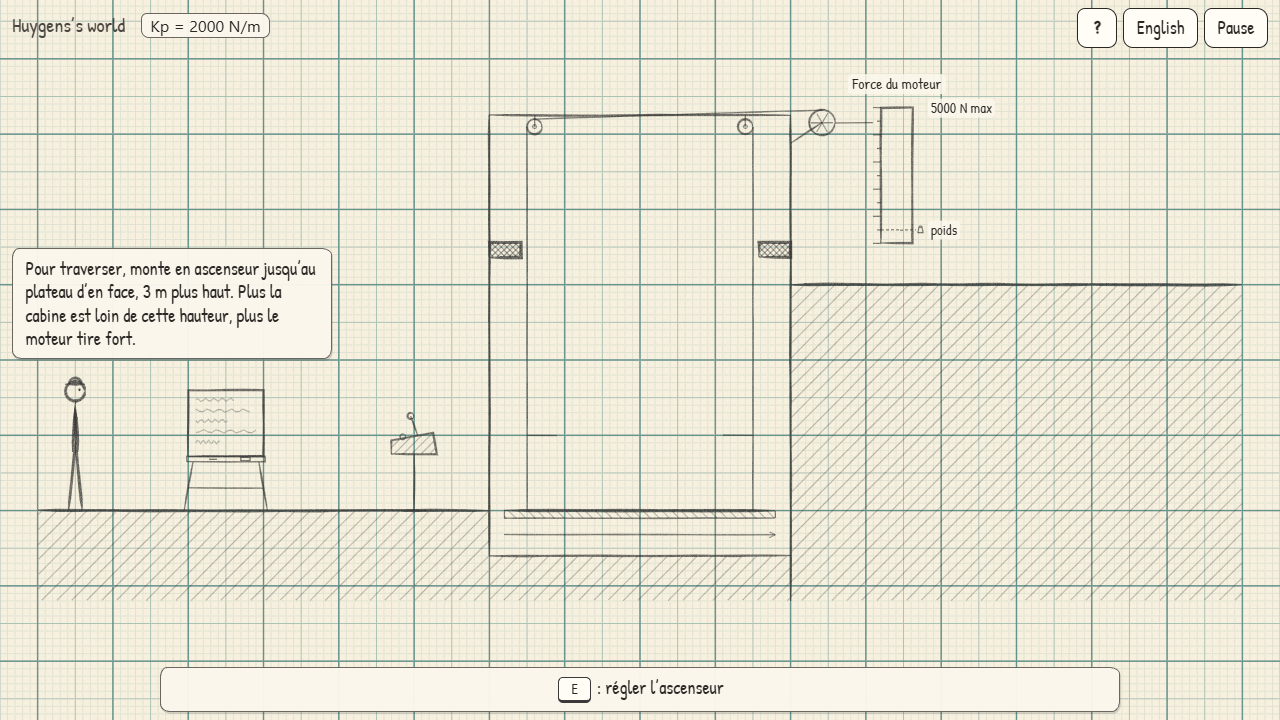 Huygens's world
Kp = 2000 N/m
?
English
Pause
Force du moteur
5000 N max
poids
Pour traverser, monte en ascenseur jusqu'au
plateau d'en face, 3 m plus haut. Plus la
cabine est loin de cette hauteur, plus le
moteur tire fort.
E : régler l'ascenseur